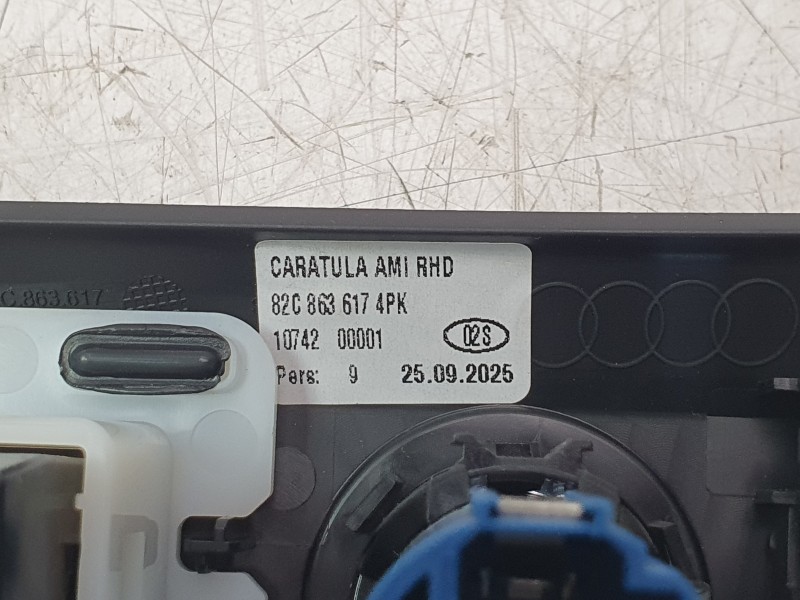 CARATULA AMI RHD
82C 863 617 4PK
10742 00001 02S
Pers: 9 25.09.2025
C 863.617